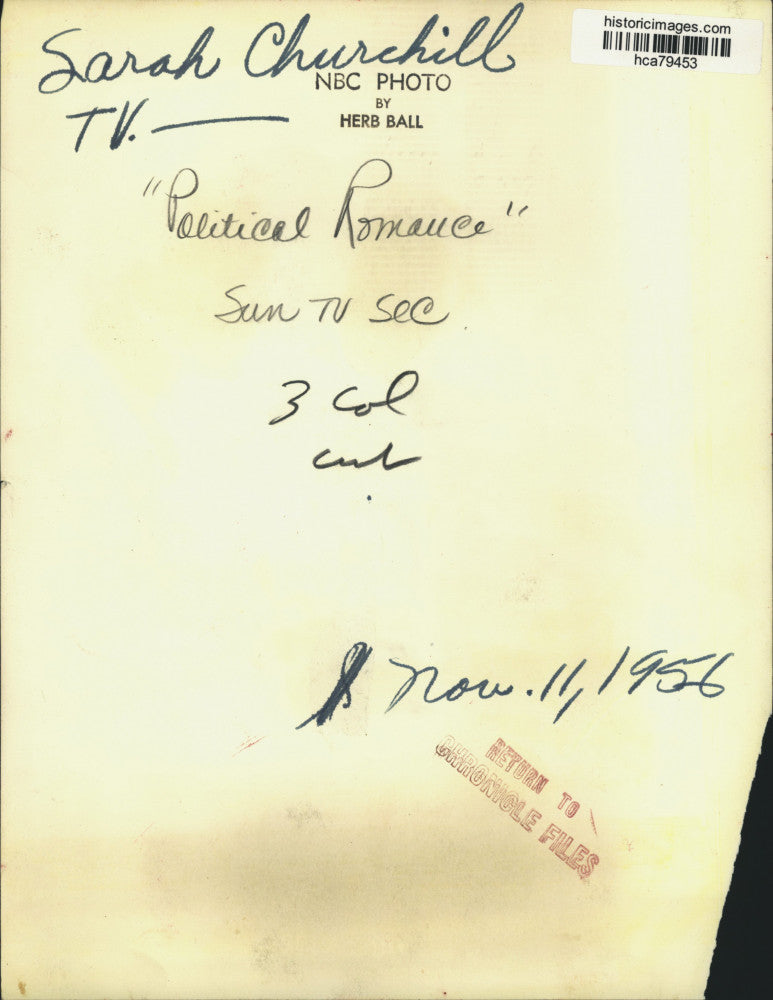 historicimages.com
hca79453
Sarah Churchill
NBC PHOTO
BY
HERB BALL
TV. —
"Political Romance"
Sun TV Sec
3 Col
cut
Nov. 11, 1956
RETURN TO
CHRONICLE FILES